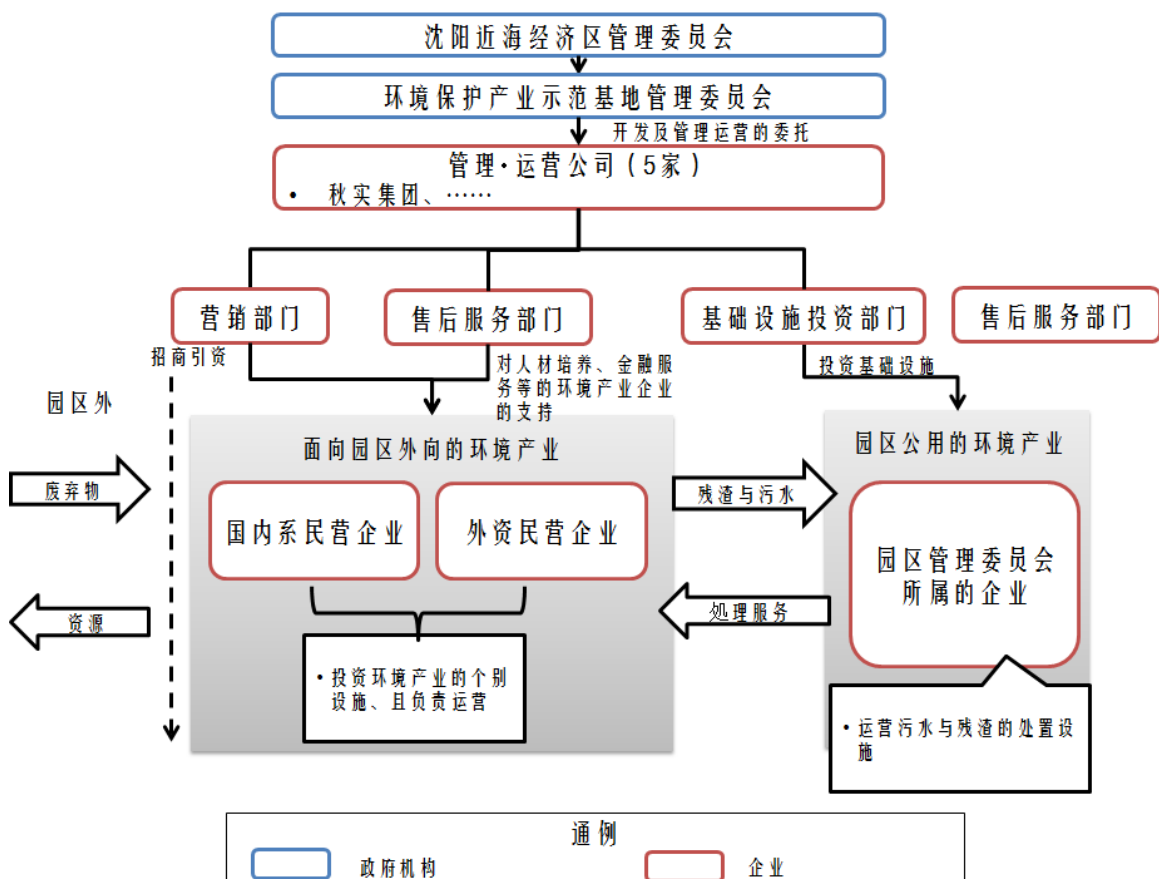 沈阳近海经济区管理委员会
环境保护产业示范基地管理委员会
开发及管理运营的委托
管理·运营公司(5家)
• 秋实集团、……
营销部门
售后服务部门
基础设施投资部门
售后服务部门
招商引资
对人材培养、金融服
务等的环境产业企业
的支持
投资基础设施
园区外
面向园区外向的环境产业
园区公用的环境产业
废弃物
国内系民营企业
外资民营企业
残渣与污水
园区管理委员会
所属的企业
资源
处理服务
• 投资环境产业的个别
设施、且负责运营
• 运营污水与残渣的处置设
施
通例
政府机构
企业